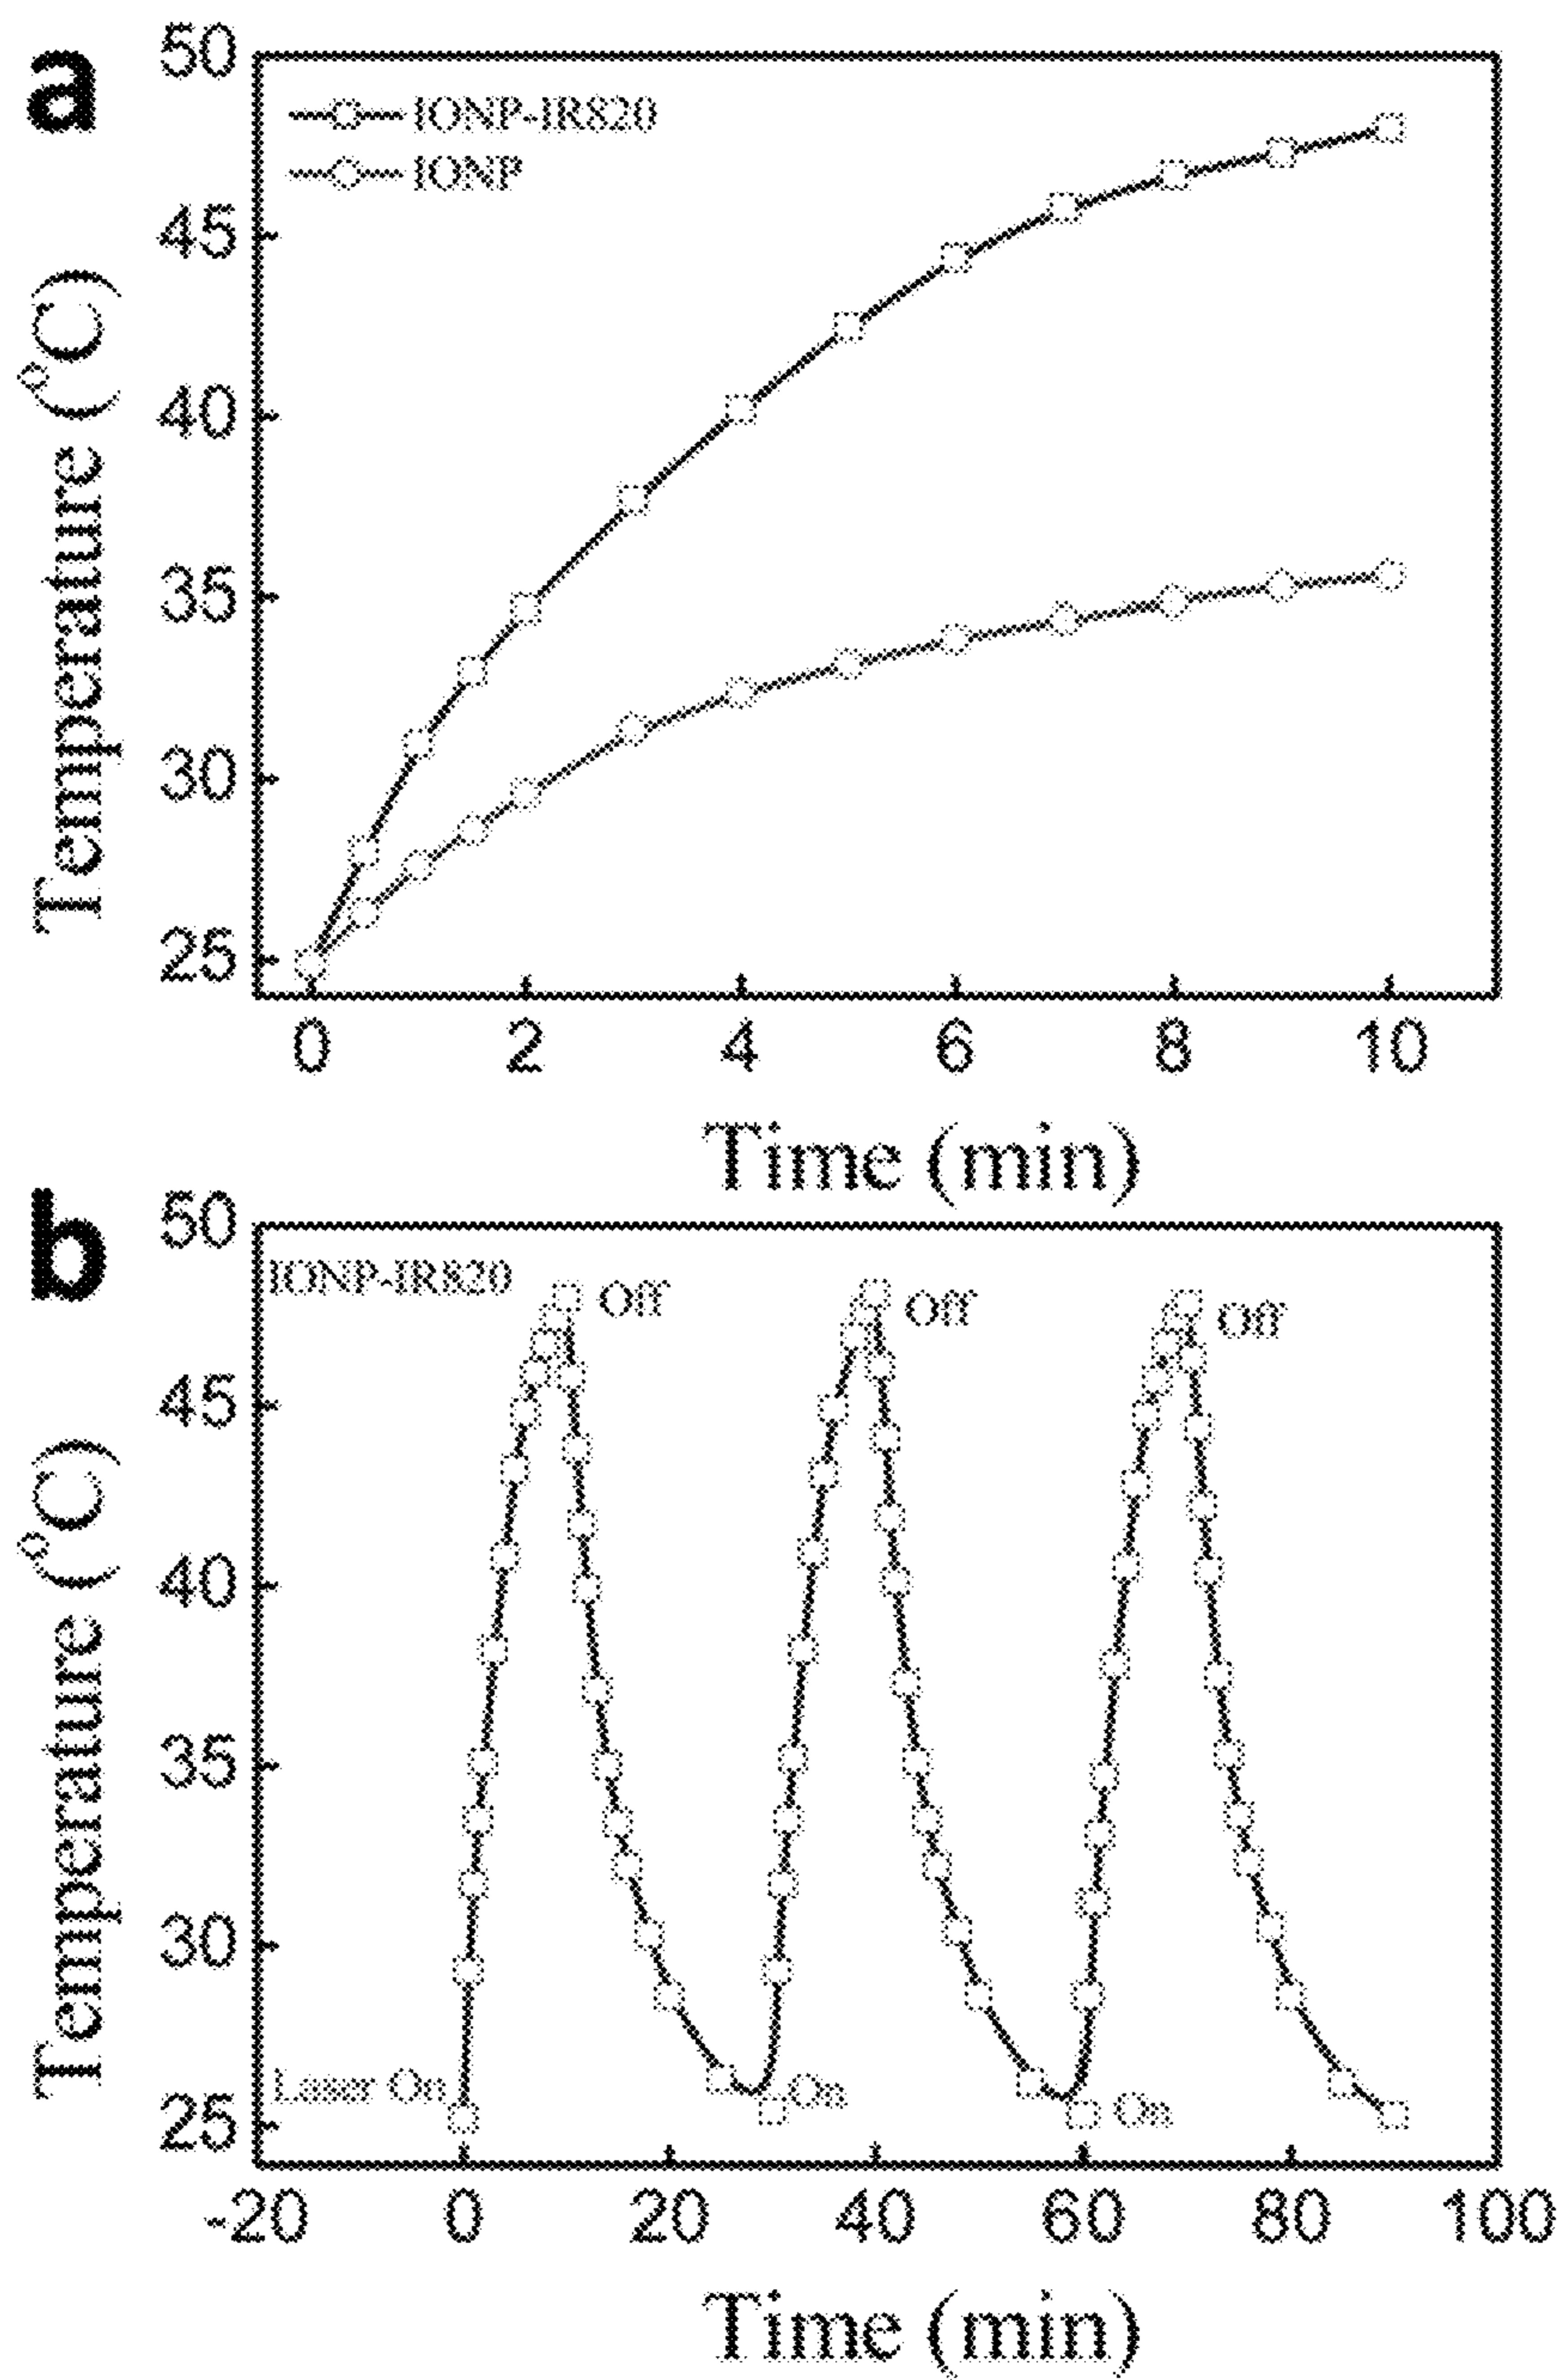 a
50
IONP-IR820
IONP
45
40
35
30
25
Temperature (°C)
0 2 4 6 8 10
Time (min)
b
50
IONP-IR820
Off Off Off
45
40
35
30
25
Temperature (°C)
Laser On On On
-20 0 20 40 60 80 100
Time (min)